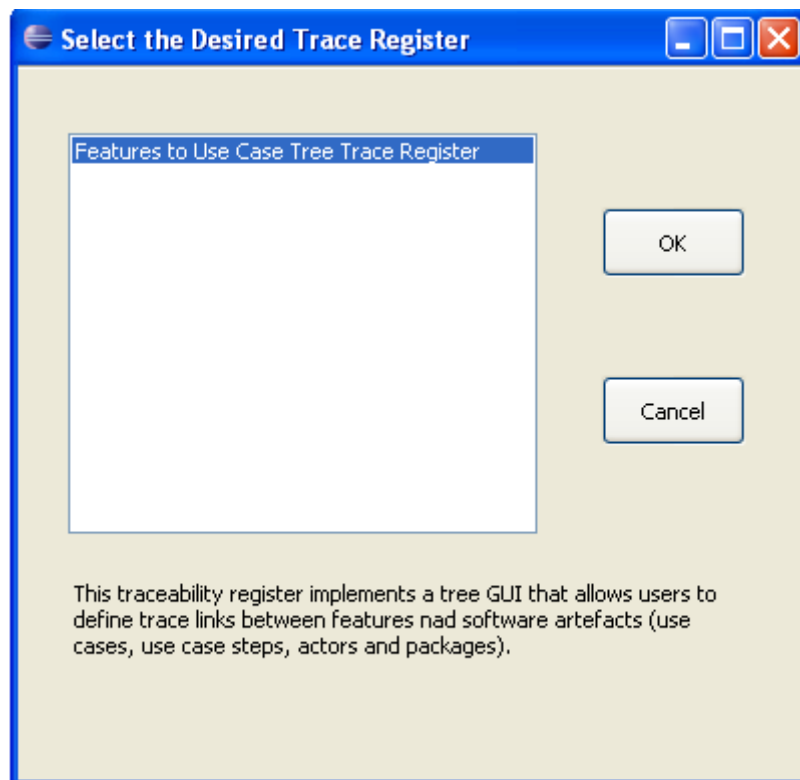 Select the Desired Trace Register
Features to Use Case Tree Trace Register
OK
Cancel
This traceability register implements a tree GUI that allows users to
define trace links between features nad software artefacts (use
cases, use case steps, actors and packages).